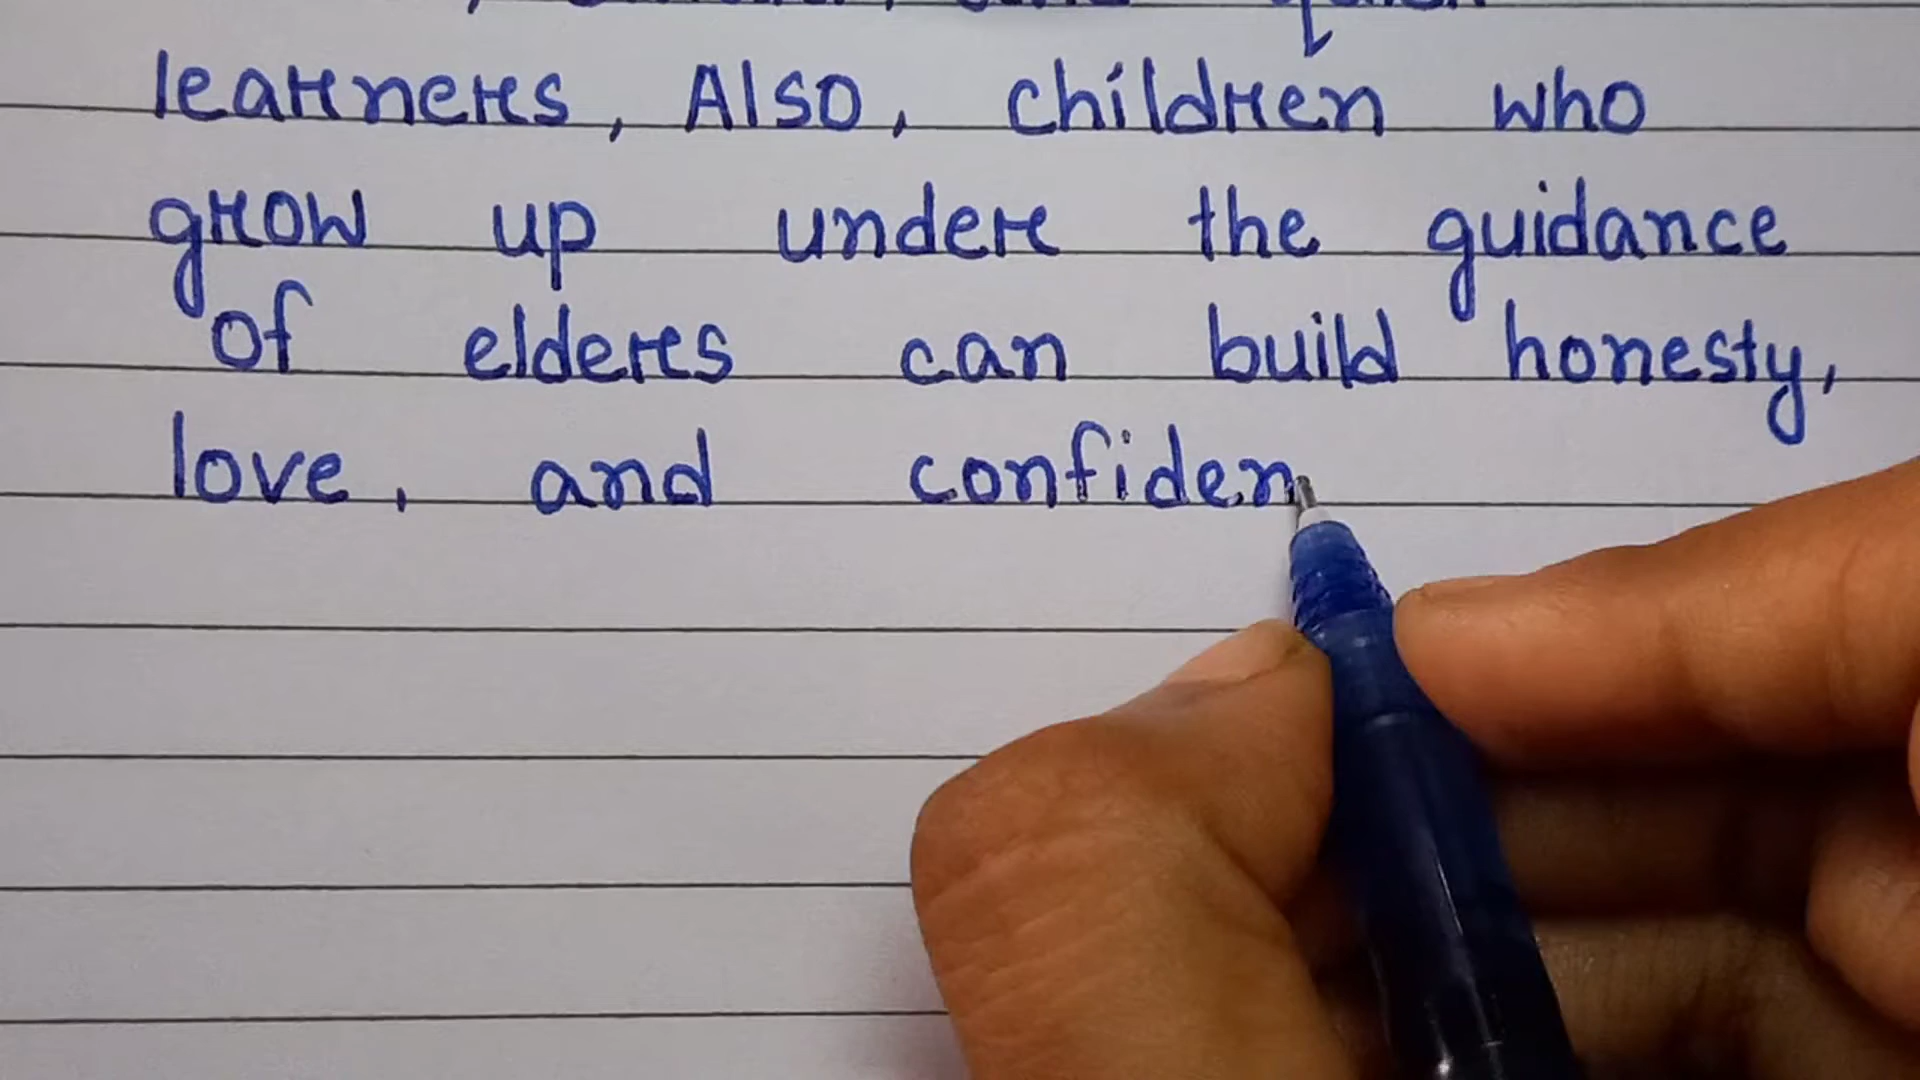 learners, Also, children who
grow up under the guidance
of elders can build honesty,
love, and confiden